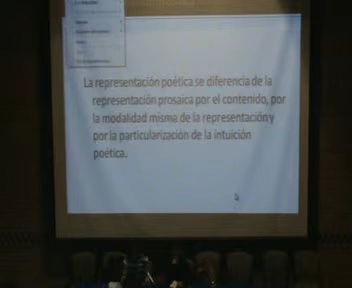 La representación poética se diferencia de la
representación prosaica por el contenido, por
la modalidad misma de la representación y
por la particularización de la intuición
poética.